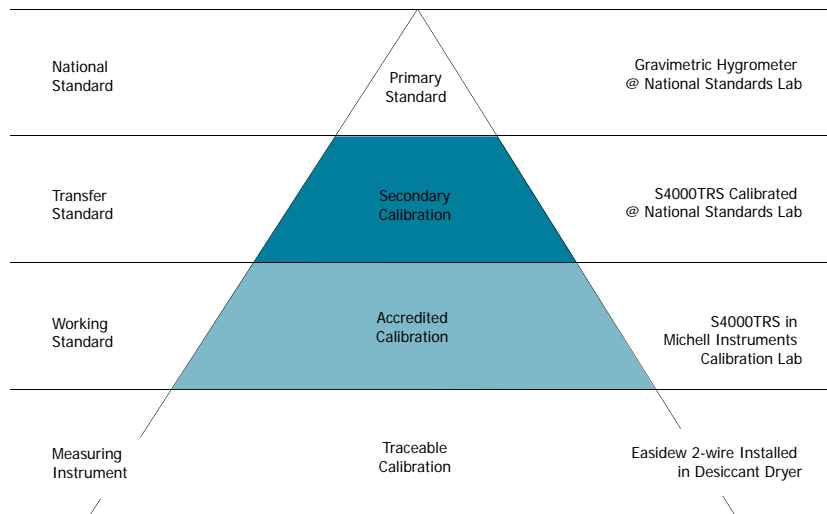 National
Standard
Primary
Standard
Gravimetric Hygrometer
@ National Standards Lab
Transfer
Standard
Secondary
Calibration
S4000TRS Calibrated
@ National Standards Lab
Working
Standard
Accredited
Calibration
S4000TRS in
Michell Instruments
Calibration Lab
Measuring
Instrument
Traceable
Calibration
Easidew 2-wire Installed
in Desiccant Dryer